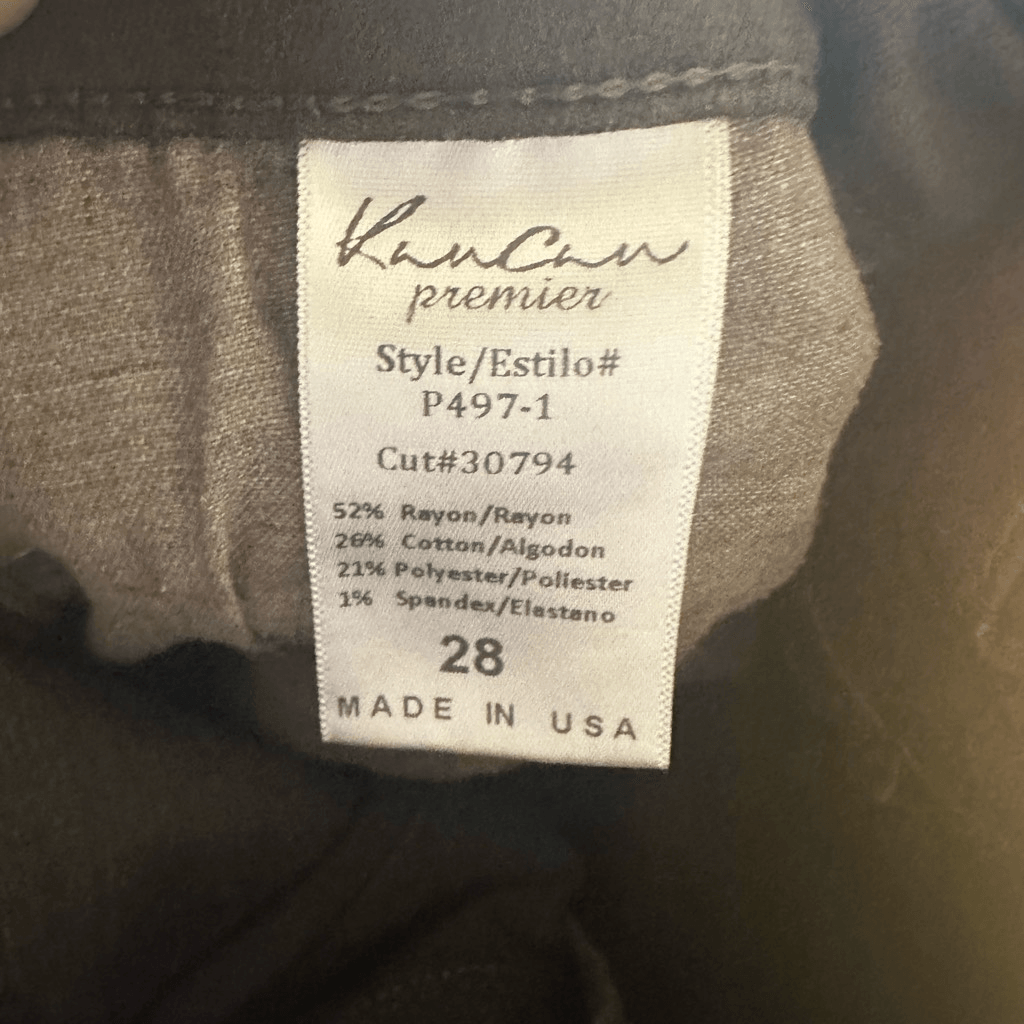 KanCan
premier
Style/Estilo#
P497-1
Cut#30794
52% Rayon/Rayon
26% Cotton/Algodon
21% Polyester/Poliester
1% Spandex/Elastano
28
MADE IN USA